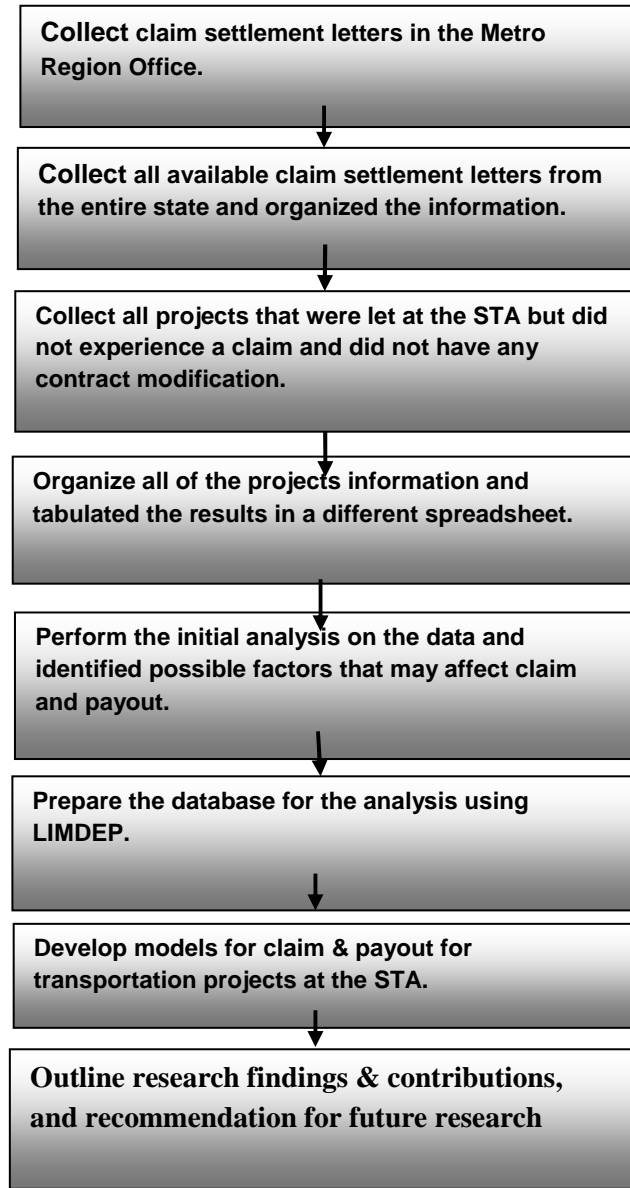 Collect claim settlement letters in the Metro
Region Office.
Collect all available claim settlement letters from
the entire state and organized the information.
Collect all projects that were let at the STA but did
not experience a claim and did not have any
contract modification.
Organize all of the projects information and
tabulated the results in a different spreadsheet.
Perform the initial analysis on the data and
identified possible factors that may affect claim
and payout.
Prepare the database for the analysis using
LIMDEP.
Develop models for claim & payout for
transportation projects at the STA.
Outline research findings & contributions,
and recommendation for future research